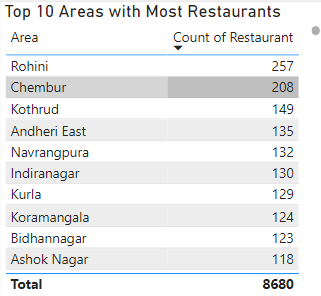 Top 10 Areas with Most Restaurants
Area Count of Restaurant
Rohini 257
Chembur 208
Kothrud 149
Andheri East 135
Navrangpura 132
Indiranagar 130
Kurla 129
Koramangala 124
Bidhannagar 123
Ashok Nagar 118
Total 8680